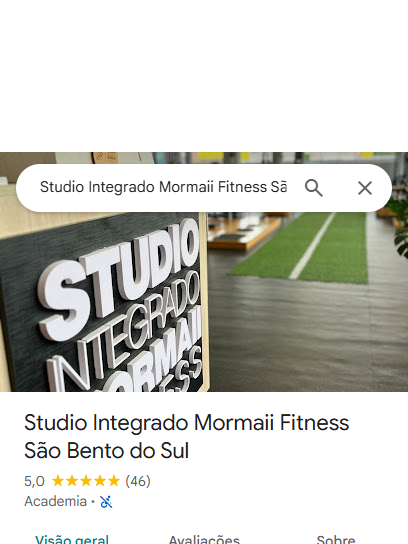 Studio Integrado Mormaii Fitness Sã
STUDIO
INTEGRADO
MORMAII
Studio Integrado Mormaii Fitness
São Bento do Sul
5,0 (46)
Academia ·
Visão geral Avaliações Sobre